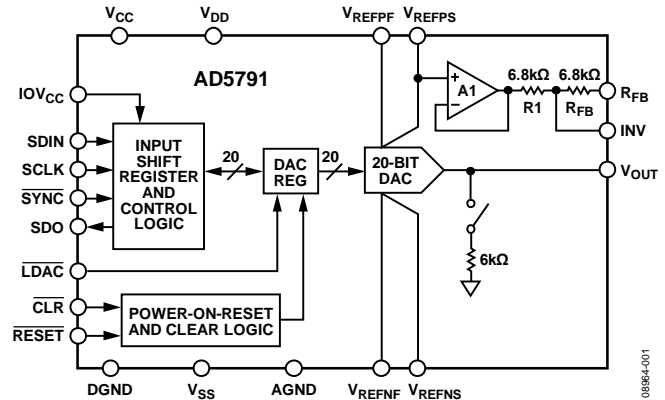 VCC
VDD
VREFPF
VREFPS
AD5791
IOVCC
SDIN
SCLK
SYNC
SDO
LDAC
CLR
RESET
INPUT
SHIFT
REGISTER
AND
CONTROL
LOGIC
20
DAC
REG
20
20-BIT
DAC
A1
+
–
6.8kΩ
R1
6.8kΩ
RFB
RFB
INV
VOUT
6kΩ
POWER-ON-RESET
AND CLEAR LOGIC
DGND
VSS
AGND
VREFNF
VREFNS
08964-001